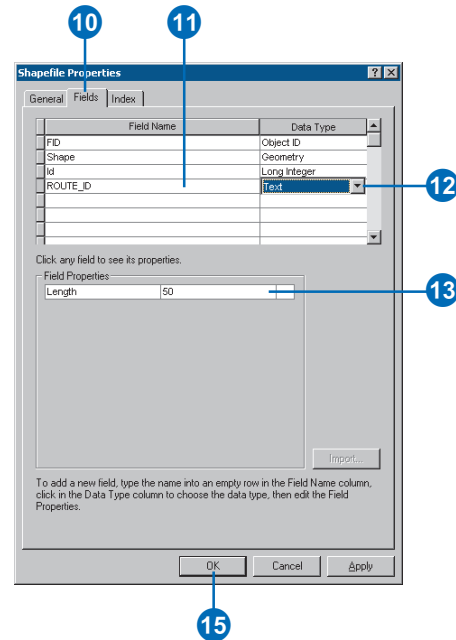 10 11
Shapefile Properties ? X
General Fields Index
Field Name Data Type
FID Object ID
Shape Geometry
Id Long Integer
ROUTE_ID Text
12
Click any field to see its properties.
Field Properties
Length 50
13
Import...
To add a new field, type the name into an empty row in the Field Name column,
click in the Data Type column to choose the data type, then edit the Field
Properties.
OK Cancel Apply
15